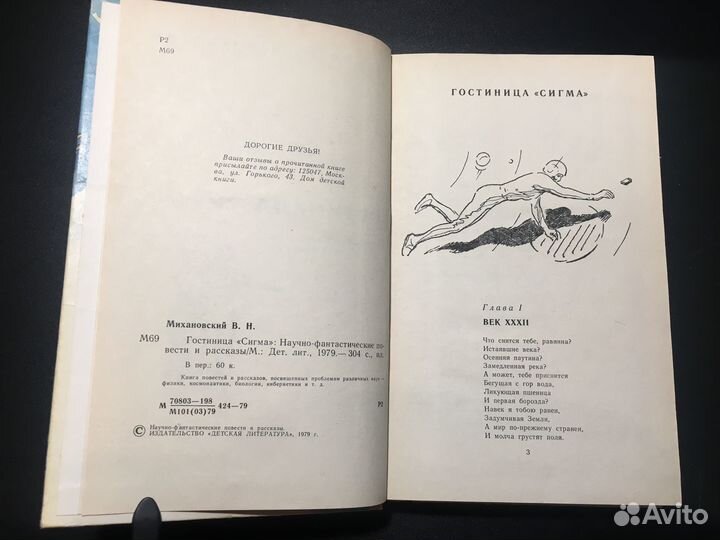 Р2
М69
ДОРОГИЕ ДРУЗЬЯ!
Ваши отзывы о прочитанной книге
присылайте по адресу: 125047, Моск-
ва, ул. Горького, 43. Дом детской
книги.
Михановский В. Н.
М69 Гостиница «Сигма»: Научно-фантастические по-
вести и рассказы/М.: Дет. лит., 1979.— 304 с., ил.
В пер.: 60 к.
Книга повестей и рассказов, посвященных проблемам различных наук —
физики, космонавтики, биологии, кибернетики и т. д.
М 70803—198 424—79
М101(03)79 Р2
© Научно-фантастические повести и рассказы.
ИЗДАТЕЛЬСТВО «ДЕТСКАЯ ЛИТЕРАТУРА», 1979 г.
ГОСТИНИЦА «СИГМА»
Глава I
ВЕК XXXII
Что снится тебе, равнина?
Истаявшие века?
Осенняя паутина?
Замедленная река?
А может, тебе приснится
Бегущая с гор вода,
Ликующая пшеница
И первая борозда?
Навек я тобою ранен,
Задумчивая Земля,
А мир по-прежнему странен,
И молча грустят поля.
3
Avito